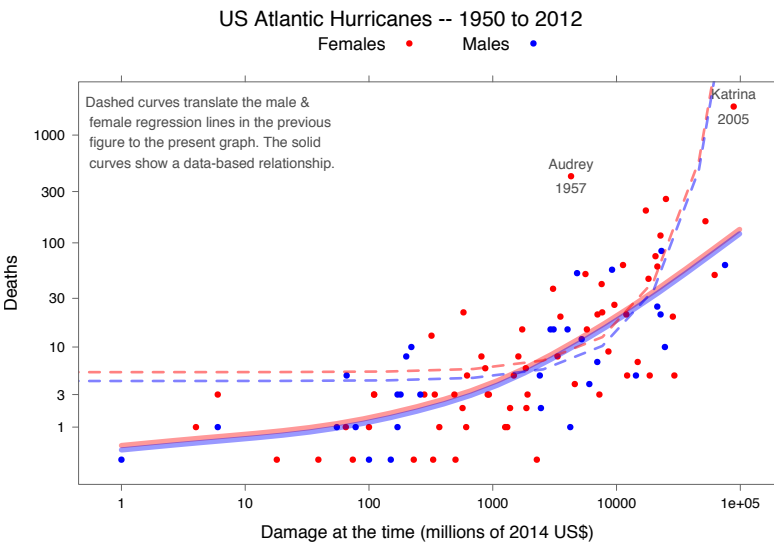 US Atlantic Hurricanes -- 1950 to 2012
Females Males
Dashed curves translate the male &
female regression lines in the previous
figure to the present graph. The solid
curves show a data-based relationship.
Katrina
2005
Audrey
1957
Deaths
1000
300
100
30
10
3
1
1 10 100 1000 10000 1e+05
Damage at the time (millions of 2014 US$)